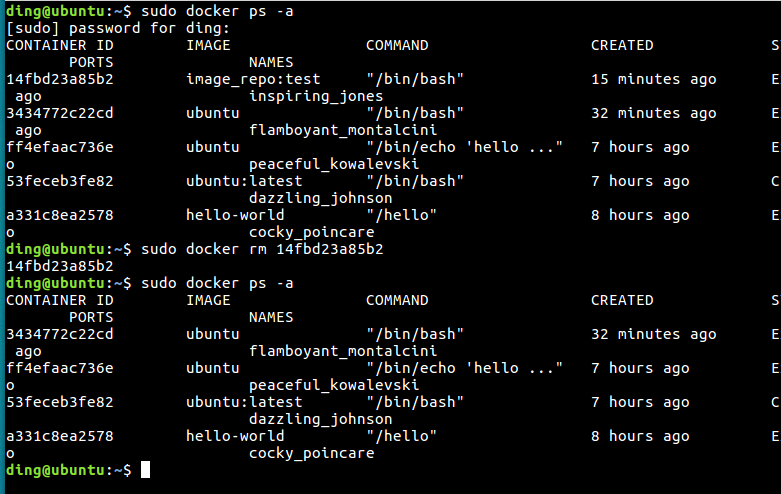 ding@ubuntu:~$ sudo docker ps -a
[sudo] password for ding:
CONTAINER ID        IMAGE               COMMAND                  CREATED             S
       PORTS               NAMES
14fbd23a85b2        image_repo:test     "/bin/bash"              15 minutes ago      E
 ago                       inspiring_jones
3434772c22cd        ubuntu              "/bin/bash"              32 minutes ago      E
 ago                       flamboyant_montalcini
ff4efaac736e        ubuntu              "/bin/echo 'hello ..."   7 hours ago         E
o                          peaceful_kowalevski
53feceb3fe82        ubuntu:latest       "/bin/bash"              7 hours ago         C
                           dazzling_johnson
a331c8ea2578        hello-world         "/hello"                 8 hours ago         E
o                          cocky_poincare
ding@ubuntu:~$ sudo docker rm 14fbd23a85b2
14fbd23a85b2
ding@ubuntu:~$ sudo docker ps -a
CONTAINER ID        IMAGE               COMMAND                  CREATED             S
       PORTS               NAMES
3434772c22cd        ubuntu              "/bin/bash"              32 minutes ago      E
 ago                       flamboyant_montalcini
ff4efaac736e        ubuntu              "/bin/echo 'hello ..."   7 hours ago         E
o                          peaceful_kowalevski
53feceb3fe82        ubuntu:latest       "/bin/bash"              7 hours ago         C
                           dazzling_johnson
a331c8ea2578        hello-world         "/hello"                 8 hours ago         E
o                          cocky_poincare
ding@ubuntu:~$